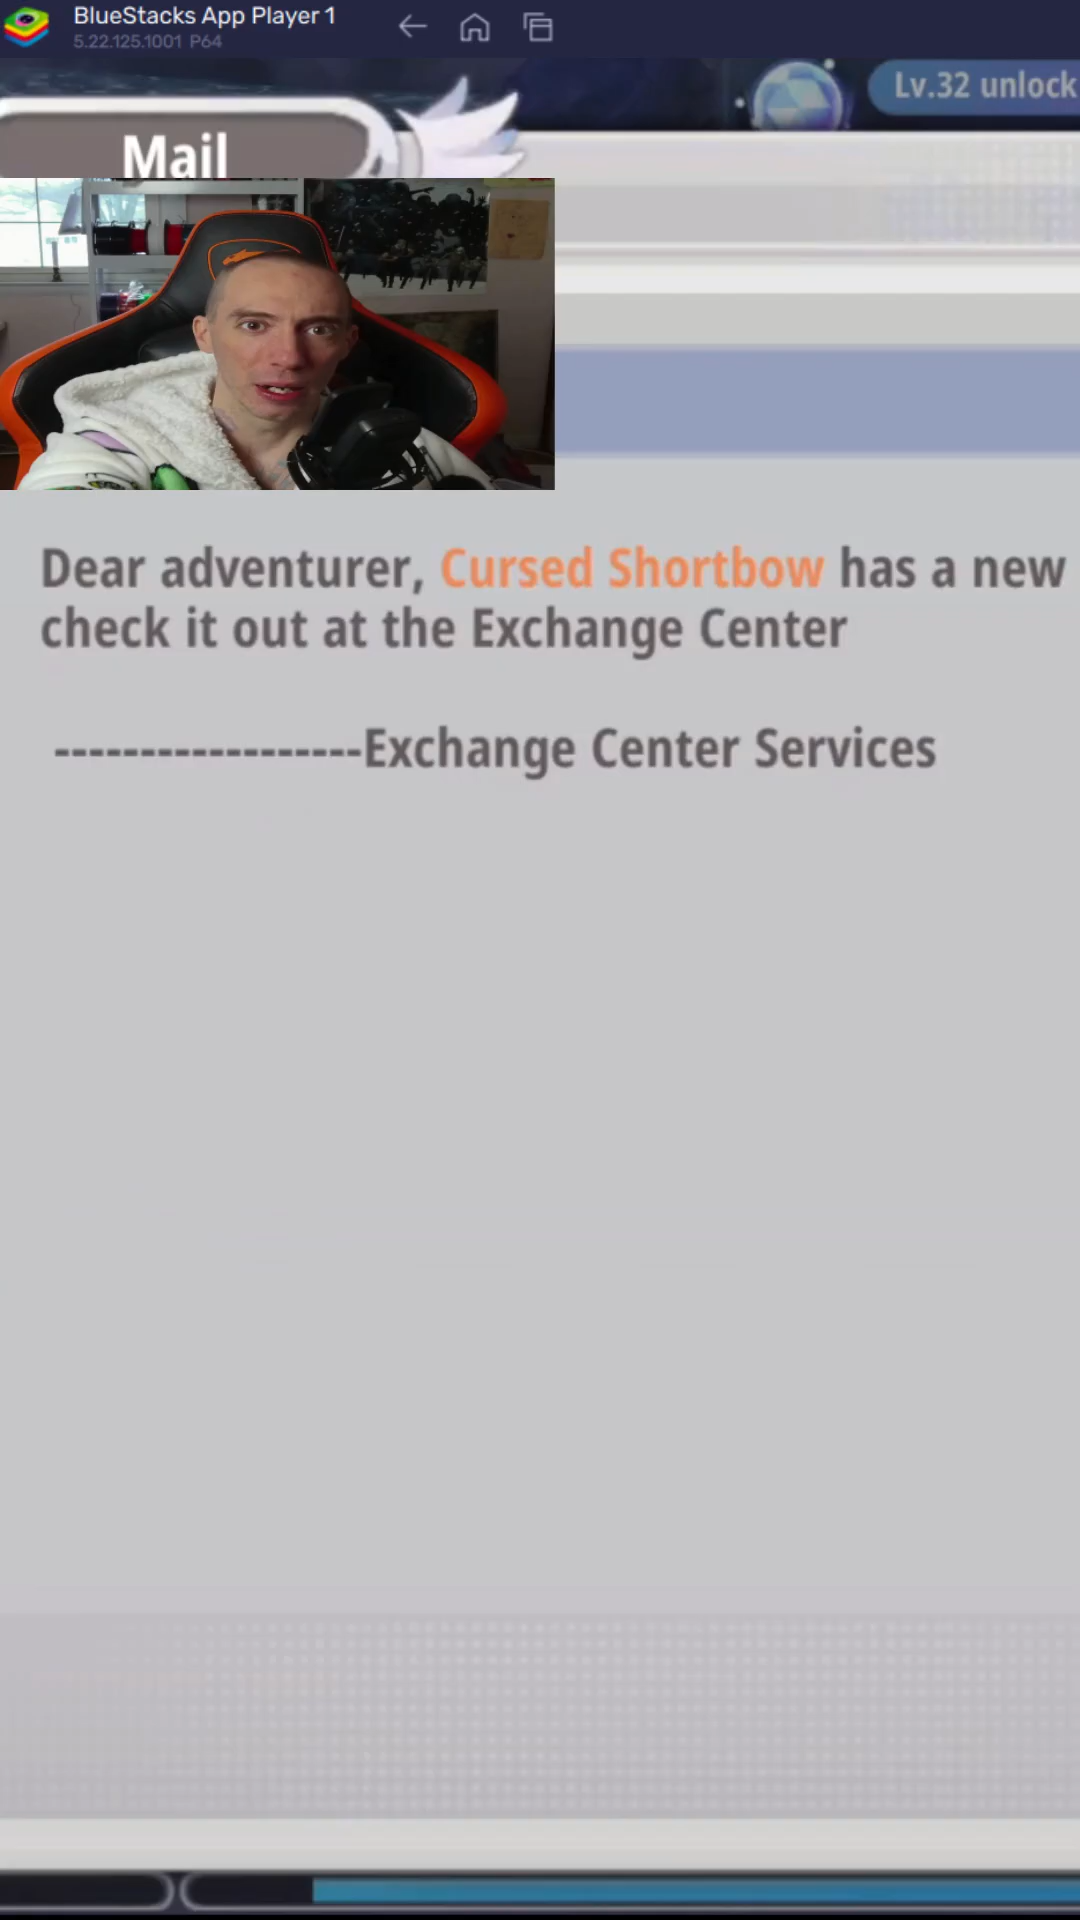 BlueStacks App Player 1
5.22.125.1001 P64
Lv.32 unlock
Mail
Dear adventurer, Cursed Shortbow has a new
check it out at the Exchange Center
------------------Exchange Center Services